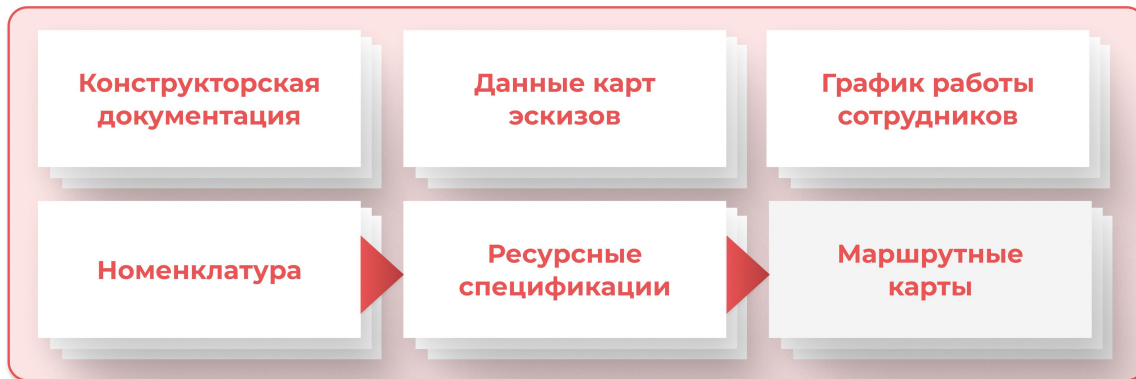 Конструкторская
документация
Данные карт
эскизов
График работы
сотрудников
Номенклатура
Ресурсные
спецификации
Маршрутные
карты